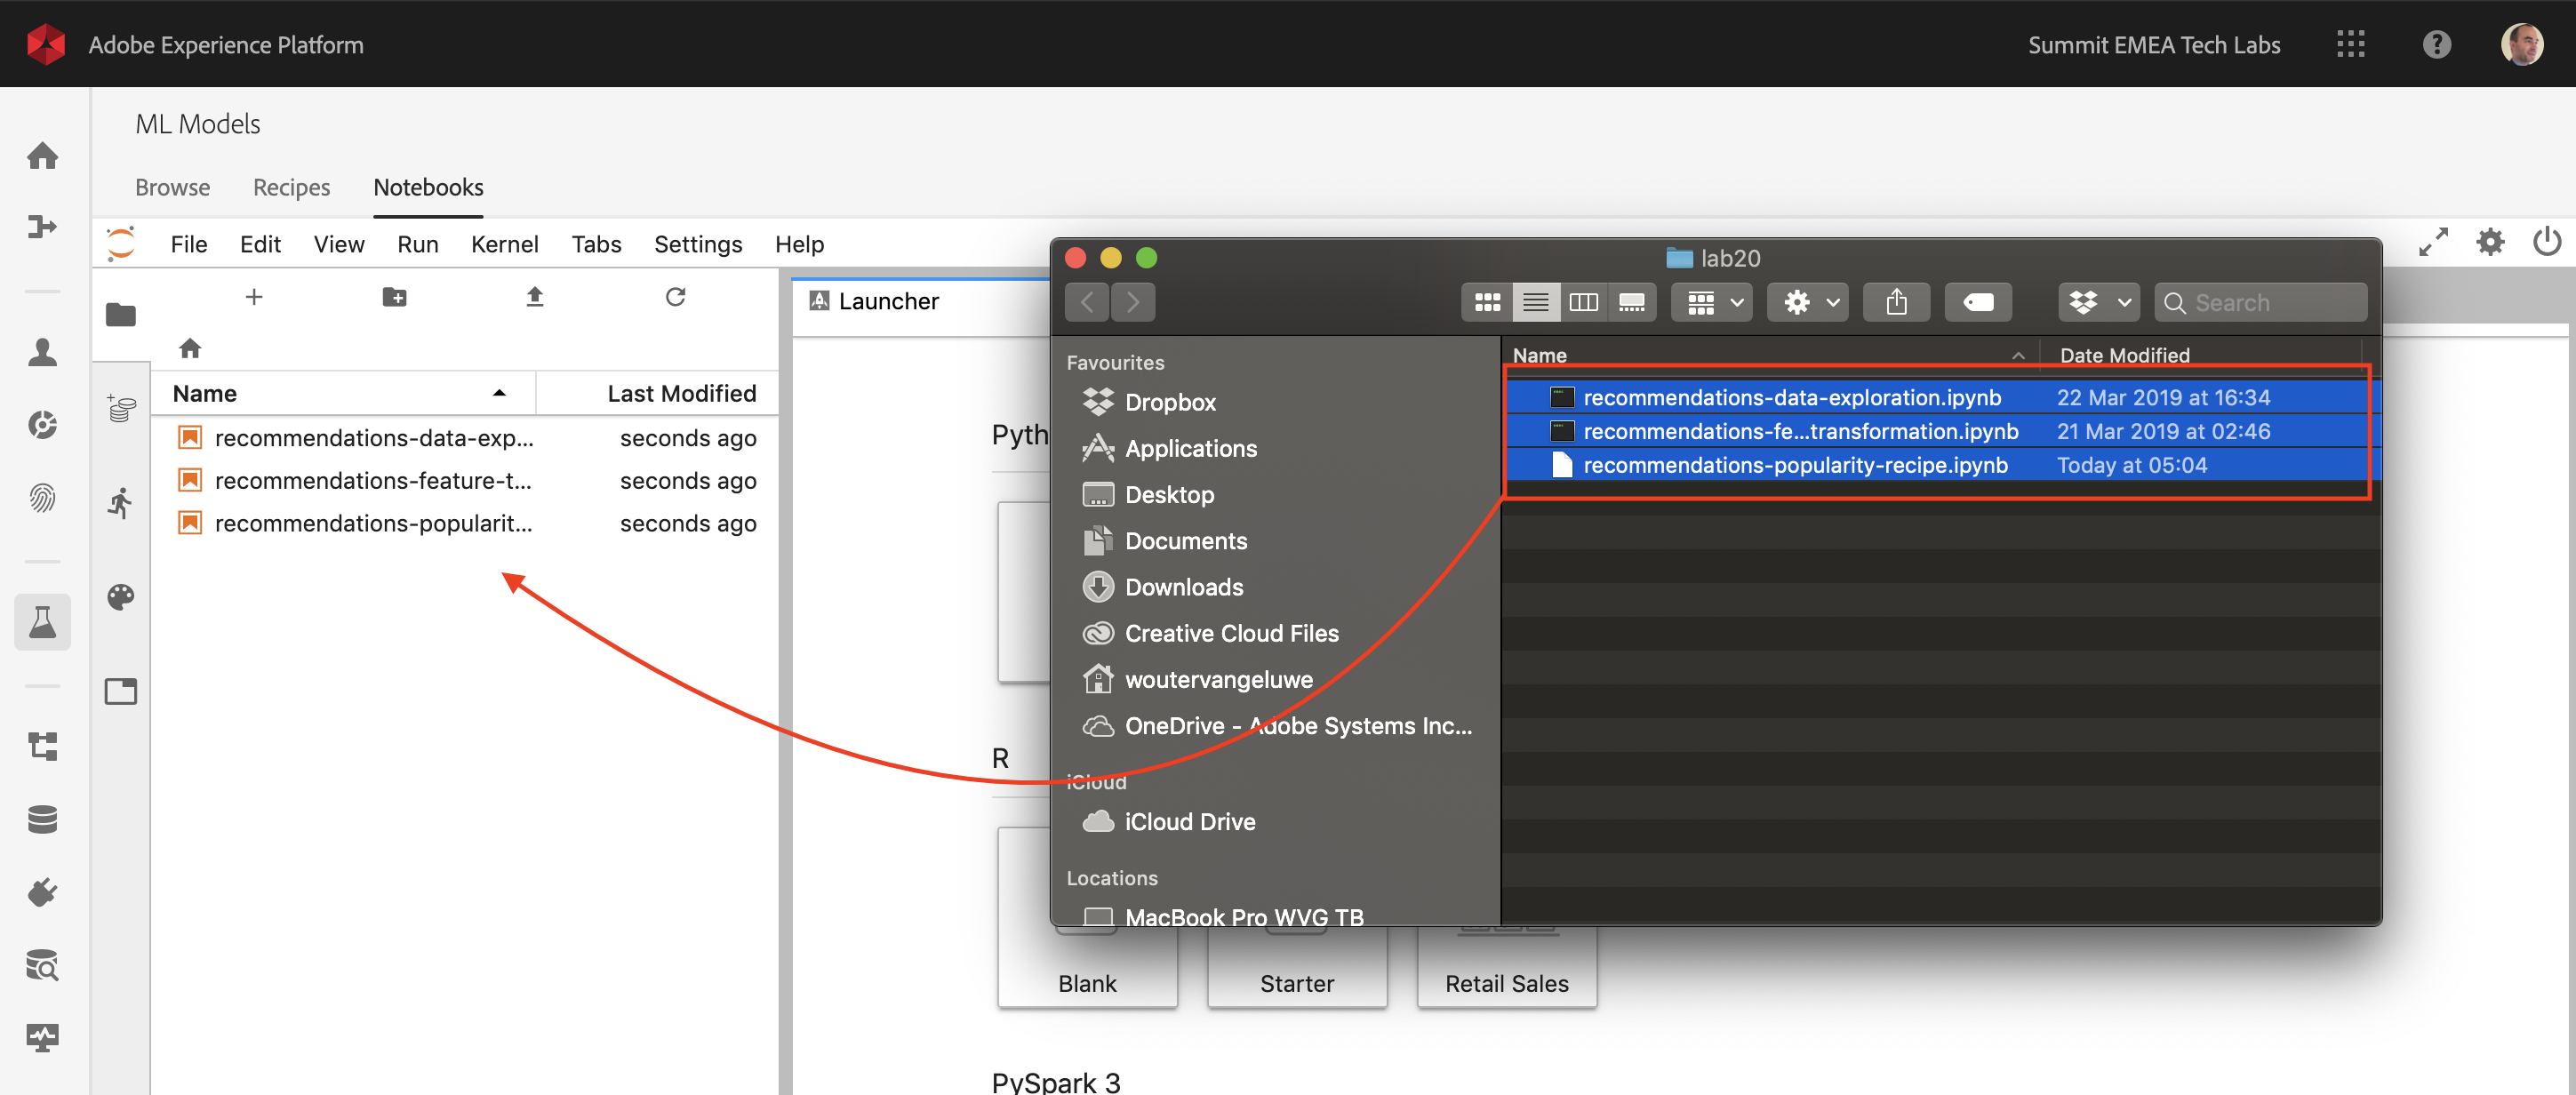 Adobe Experience Platform
Summit EMEA Tech Labs
ML Models
Browse Recipes Notebooks
File Edit View Run Kernel Tabs Settings Help
Launcher
Name Last Modified
recommendations-data-exp... seconds ago
recommendations-feature-t... seconds ago
recommendations-popularit... seconds ago
Pyth
R
Blank Starter Retail Sales
PySpark 3
lab20
Search
Favourites
Dropbox
Applications
Desktop
Documents
Downloads
Creative Cloud Files
woutervangeluwe
OneDrive - Adobe Systems Inc...
iCloud
iCloud Drive
Locations
MacBook Pro WVG TB
Name Date Modified
recommendations-data-exploration.ipynb 22 Mar 2019 at 16:34
recommendations-fe...transformation.ipynb 21 Mar 2019 at 02:46
recommendations-popularity-recipe.ipynb Today at 05:04